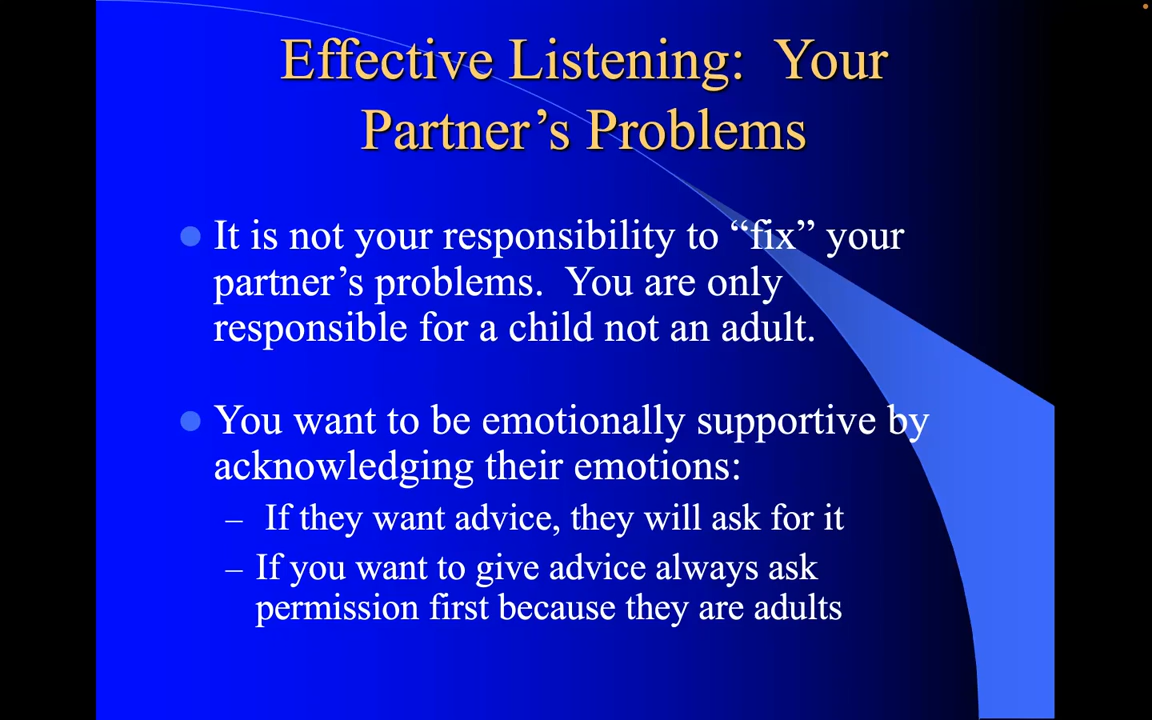 Effective Listening:  Your
Partner’s Problems
It is not your responsibility to “fix” your
partner’s problems.  You are only
responsible for a child not an adult.
You want to be emotionally supportive by
acknowledging their emotions:
– If they want advice, they will ask for it
– If you want to give advice always ask
permission first because they are adults